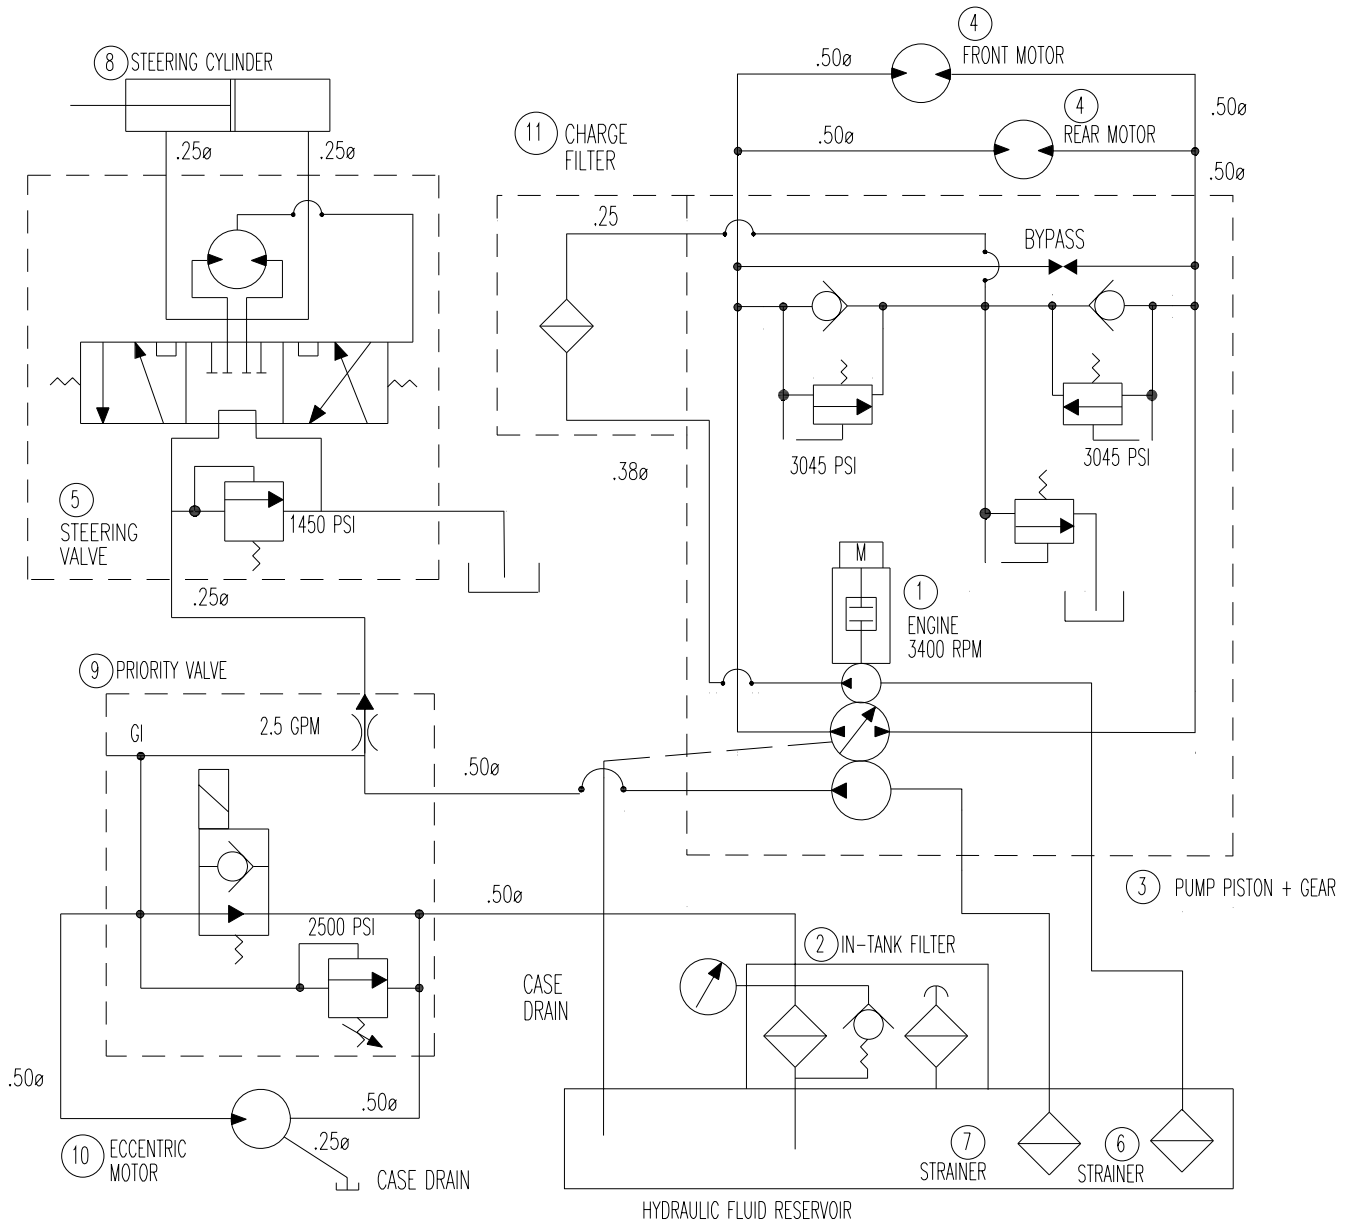 4
FRONT MOTOR
.50ø
8 STEERING CYLINDER
4
REAR MOTOR
.50ø
.50ø
11 CHARGE
FILTER
.25ø
.25ø
.50ø
.25
BYPASS
3045 PSI
3045 PSI
.38ø
5
STEERING
VALVE
1450 PSI
M
1
ENGINE
3400 RPM
.25ø
9 PRIORITY VALVE
GI
2.5 GPM
.50ø
3 PUMP PISTON + GEAR
.50ø
2500 PSI
2 IN-TANK FILTER
CASE
DRAIN
.50ø
.50ø
.25ø
10 ECCENTRIC
MOTOR
CASE DRAIN
7
STRAINER
6
STRAINER
HYDRAULIC FLUID RESERVOIR